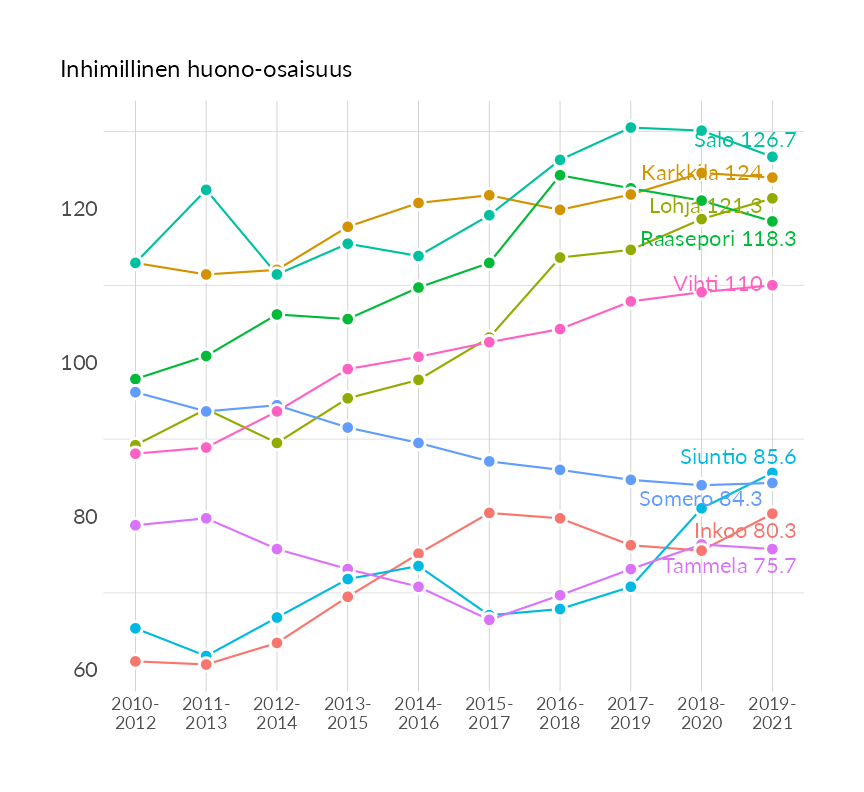 Inhimillinen huono-osaisuus
Salo 126.7
Karkkila 124
120
Lohja 121.3
Raasepori 118.3
Vihti 110
100
Siuntio 85.6
Somero 84.3
80
Inkoo 80.3
Tammela 75.7
60
2010- 2011- 2012- 2013- 2014- 2015- 2016- 2017- 2018- 2019-
2012 2013 2014 2015 2016 2017 2018 2019 2020 2021